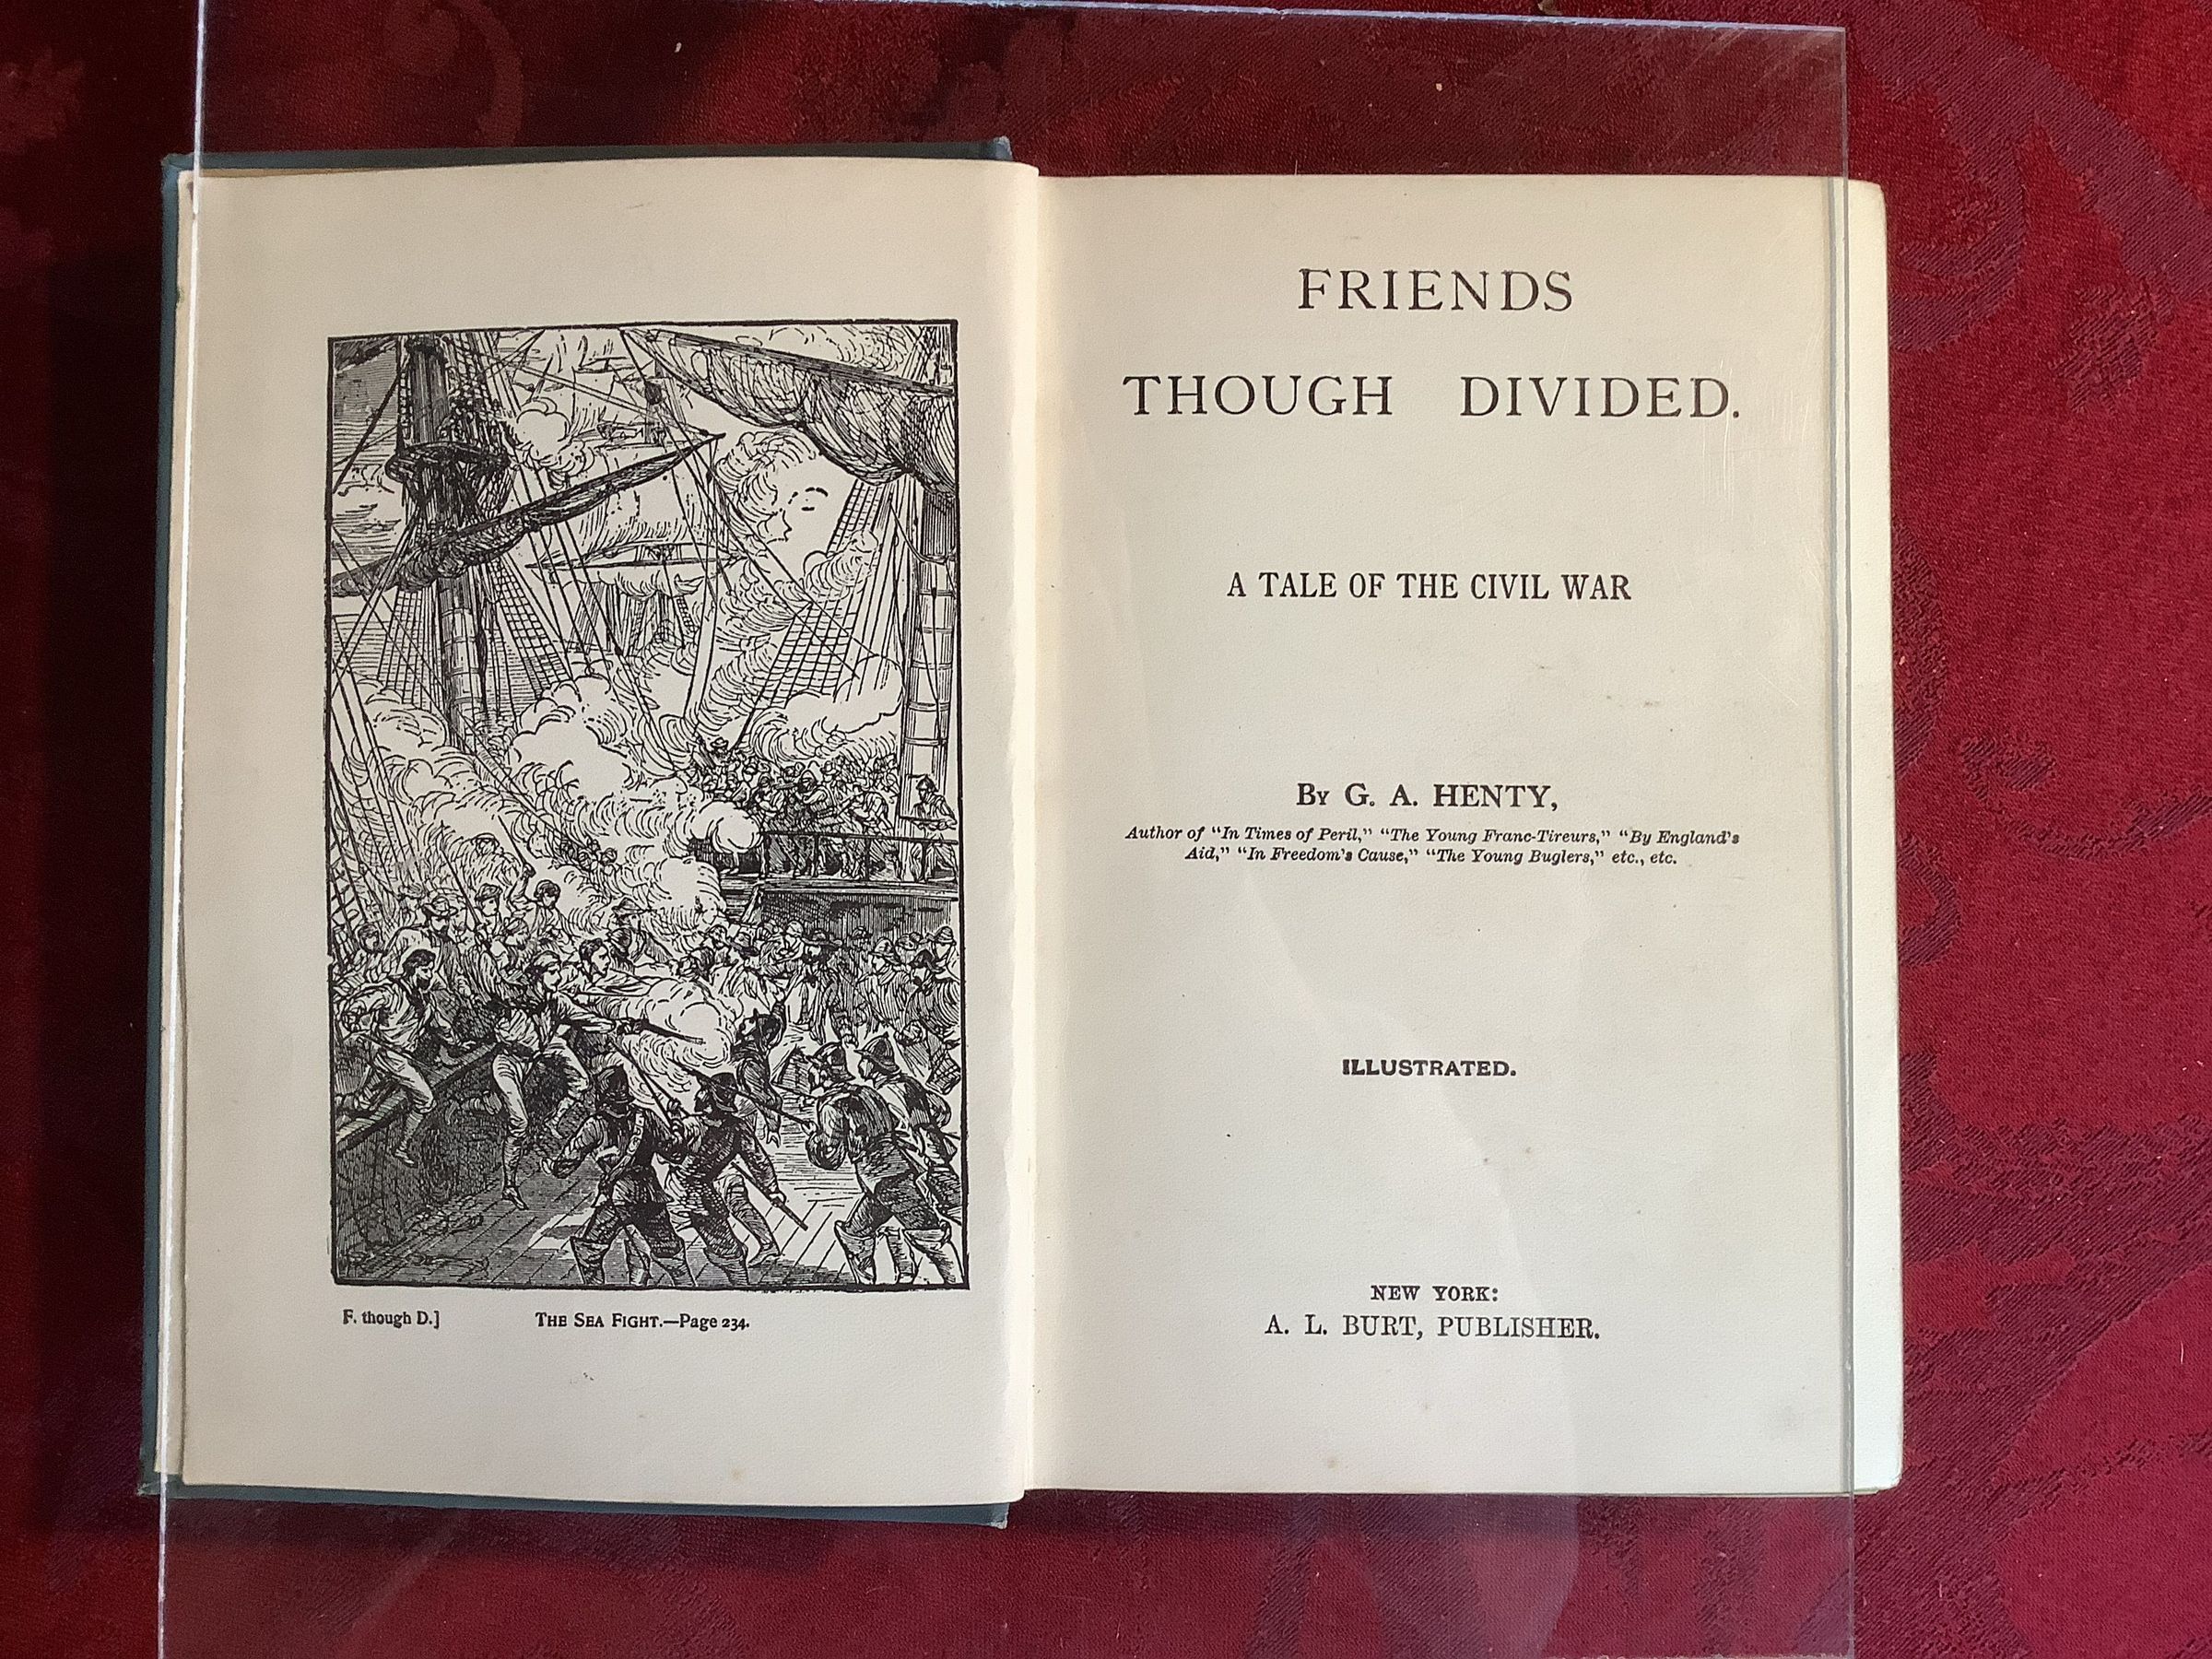 F. though D.]
THE SEA FIGHT.—Page 234.
FRIENDS
THOUGH DIVIDED.
A TALE OF THE CIVIL WAR
BY G. A. HENTY,
Author of "In Times of Peril," "The Young Franc-Tireurs," "By England's
Aid," "In Freedom's Cause," "The Young Buglers," etc., etc.
ILLUSTRATED.
NEW YORK:
A. L. BURT, PUBLISHER.